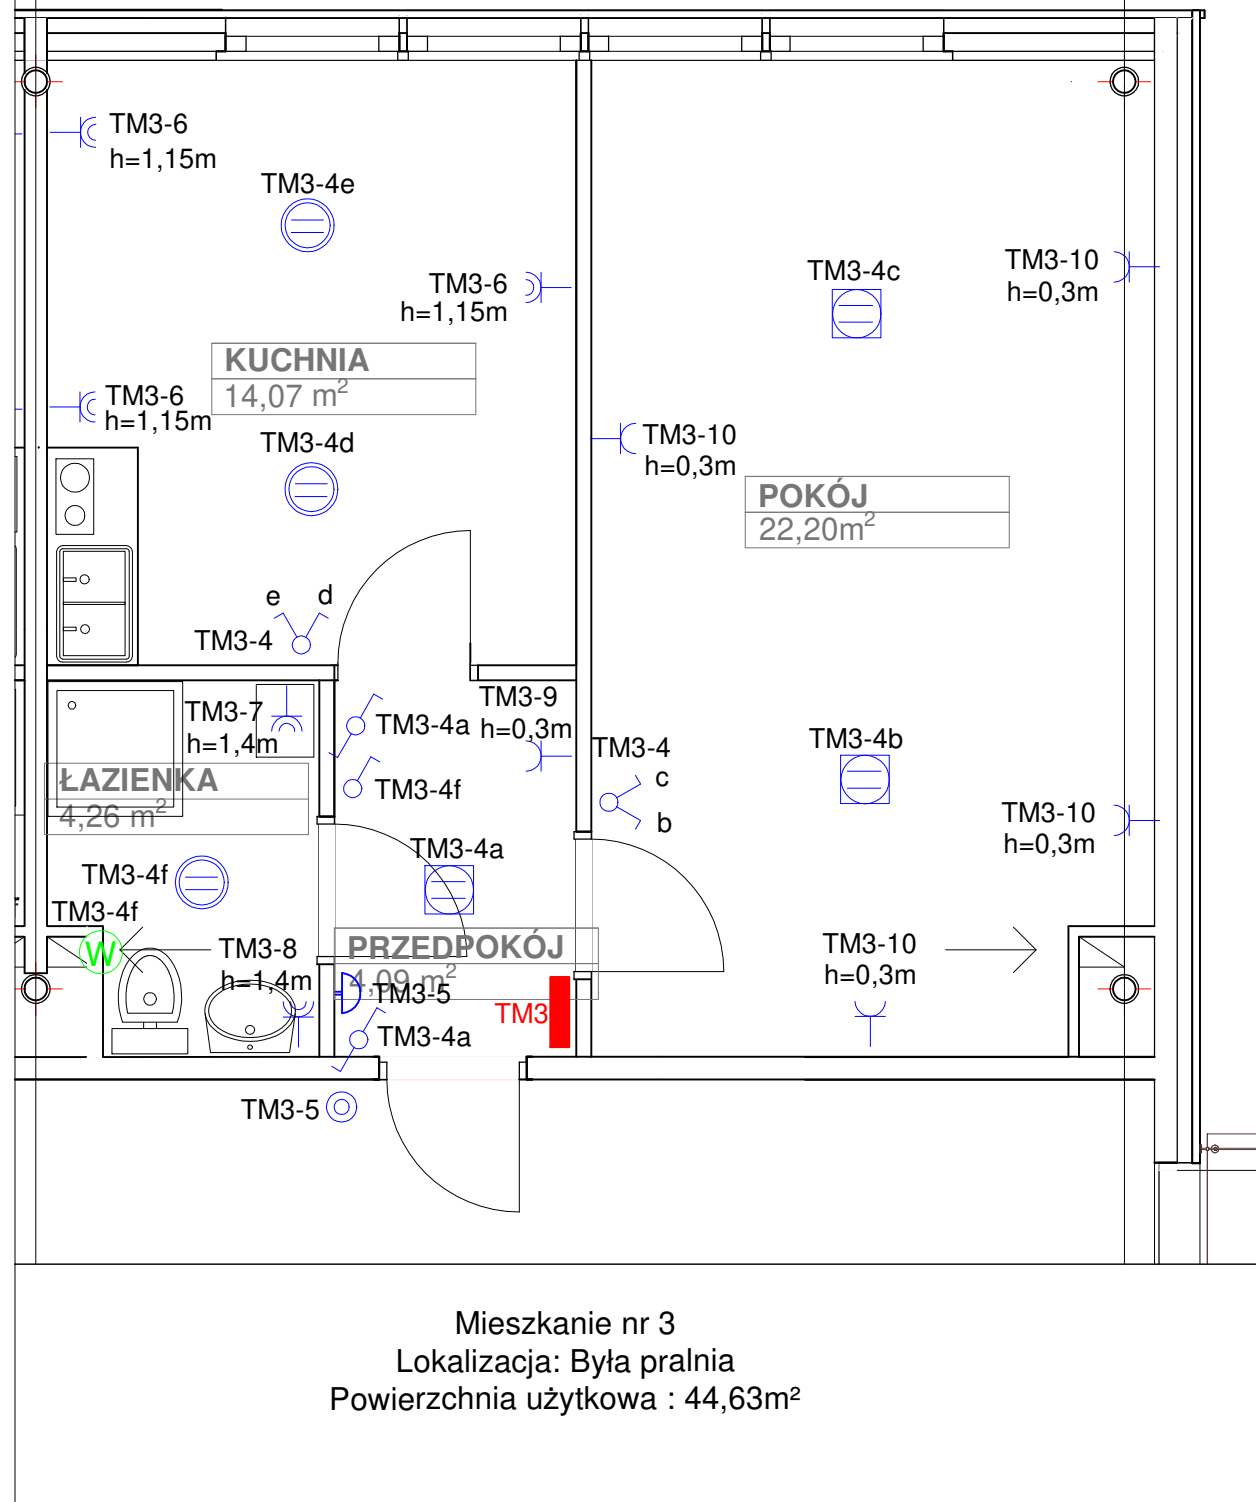 TM3-6
h=1,15m
TM3-4e
TM3-6
h=1,15m
TM3-4c
TM3-10
h=0,3m
KUCHNIA
14,07 m²
TM3-6
h=1,15m
TM3-4d
TM3-10
h=0,3m
POKÓJ
22,20m²
e d
TM3-4
TM3-7
h=1,4m
TM3-4a
TM3-9
h=0,3m
TM3-4
c
b
TM3-4b
TM3-4f
ŁAZIENKA
4,26 m²
TM3-10
h=0,3m
TM3-4a
TM3-4f
TM3-4f
W
TM3-8
h=1,4m
PRZEDPOKÓJ
4,09 m²
TM3-5
TM3
TM3-4a
TM3-10
h=0,3m
TM3-5
Mieszkanie nr 3
Lokalizacja: Była pralnia
Powierzchnia użytkowa : 44,63m²